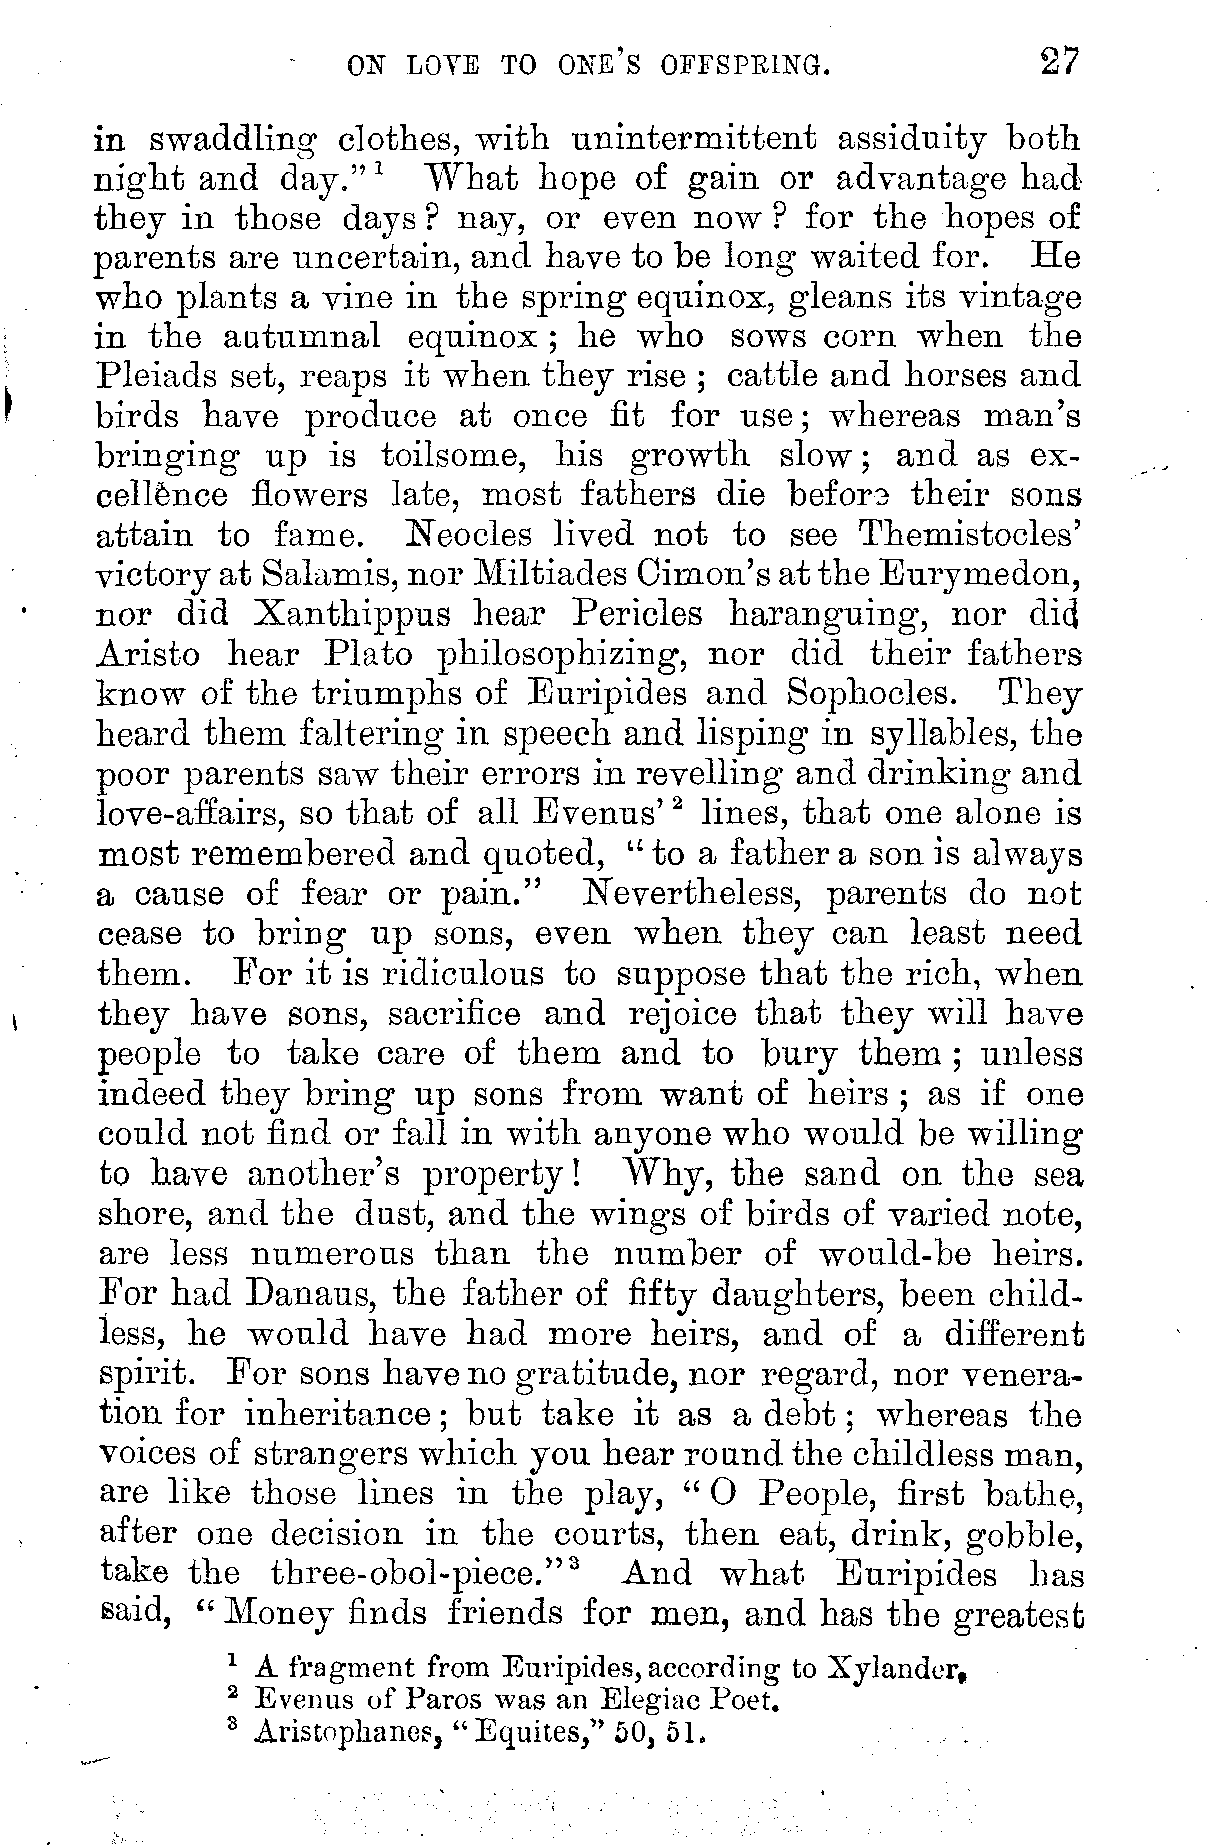 ON LOVE TO ONE'S OFFSPRING. 27
in swaddling clothes, with unintermittent assiduity both
night and day." 1 What hope of gain or advantage had
they in those days? nay, or even now? for the hopes of
parents are uncertain, and have to be long waited for. He
who plants a vine in the spring equinox, gleans its vintage
in the autumnal equinox; he who sows corn when the
Pleiads set, reaps it when they rise; cattle and horses and
birds have produce at once fit for use; whereas man's
bringing up is toilsome, his growth slow; and as ex-
cellence flowers late, most fathers die before their sons
attain to fame. Neocles lived not to see Themistocles'
victory at Salamis, nor Miltiades Cimon's at the Eurymedon,
nor did Xanthippus hear Pericles haranguing, nor did
Aristo hear Plato philosophizing, nor did their fathers
know of the triumphs of Euripides and Sophocles. They
heard them faltering in speech and lisping in syllables, the
poor parents saw their errors in revelling and drinking and
love-affairs, so that of all Evenus' 2 lines, that one alone is
most remembered and quoted, "to a father a son is always
a cause of fear or pain." Nevertheless, parents do not
cease to bring up sons, even when they can least need
them. For it is ridiculous to suppose that the rich, when
they have sons, sacrifice and rejoice that they will have
people to take care of them and to bury them; unless
indeed they bring up sons from want of heirs; as if one
could not find or fall in with anyone who would be willing
to have another's property! Why, the sand on the sea
shore, and the dust, and the wings of birds of varied note,
are less numerous than the number of would-be heirs.
For had Danaus, the father of fifty daughters, been child-
less, he would have had more heirs, and of a different
spirit. For sons have no gratitude, nor regard, nor venera-
tion for inheritance; but take it as a debt; whereas the
voices of strangers which you hear round the childless man,
are like those lines in the play, "O People, first bathe,
after one decision in the courts, then eat, drink, gobble,
take the three-obol-piece." 3 And what Euripides has
said, "Money finds friends for men, and has the greatest
1 A fragment from Euripides, according to Xylander.
2 Evenus of Paros was an Elegiac Poet.
3 Aristophanes, "Equites," 50, 51.